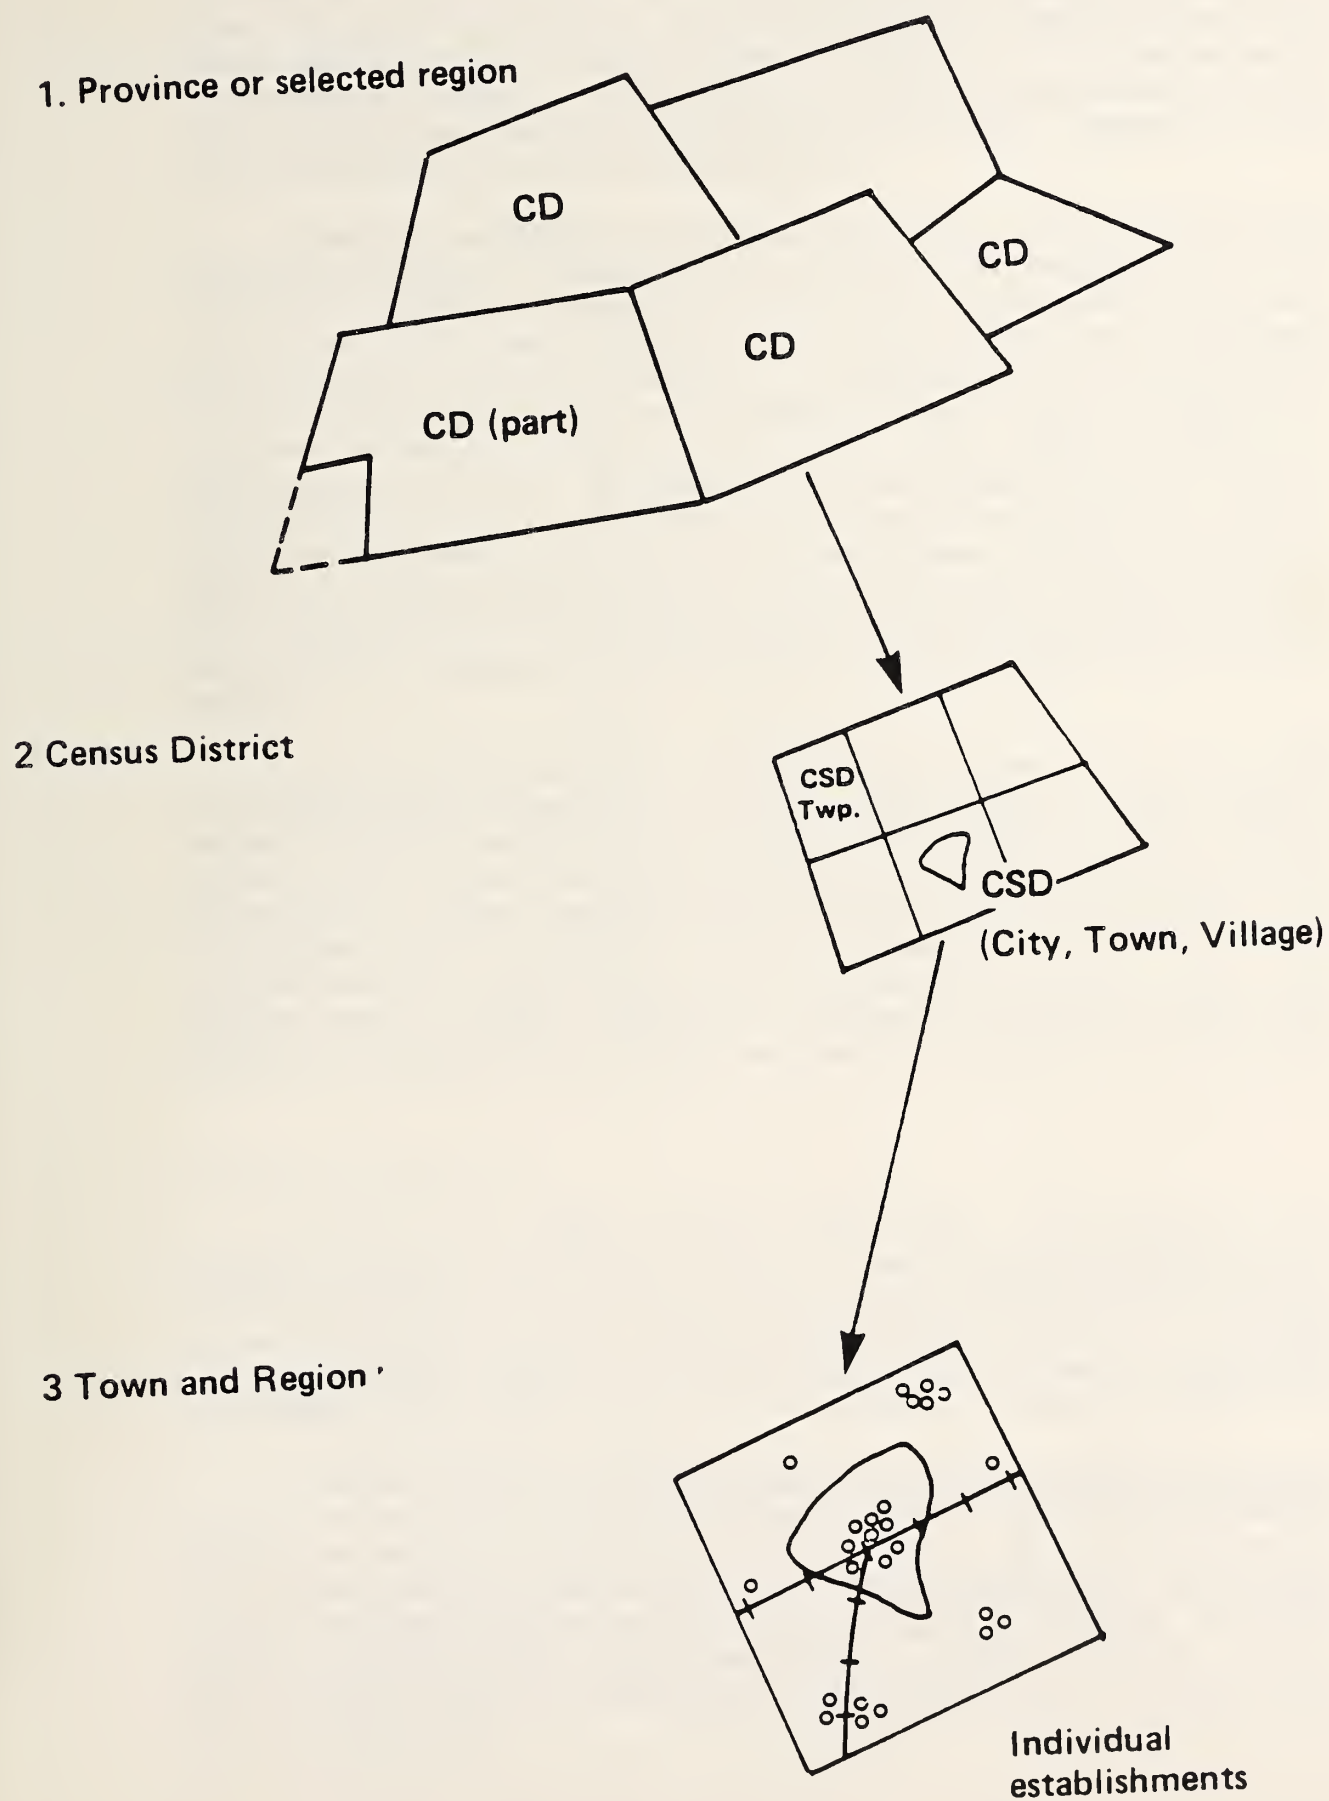 1. Province or selected region
CD
CD
CD
CD (part)
2 Census District
CSD
Twp.
CSD
(City, Town, Village)
3 Town and Region
Individual
establishments